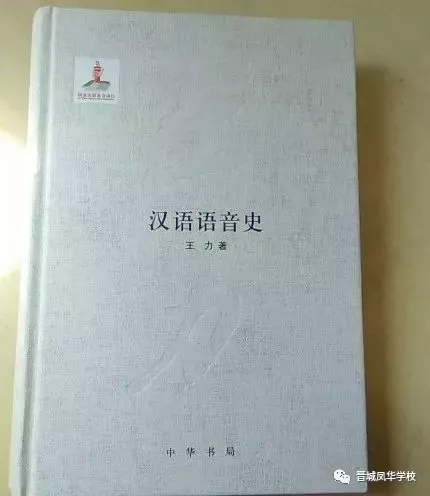 汉语语音史
王 力著
中华书局
晋城凤华学校